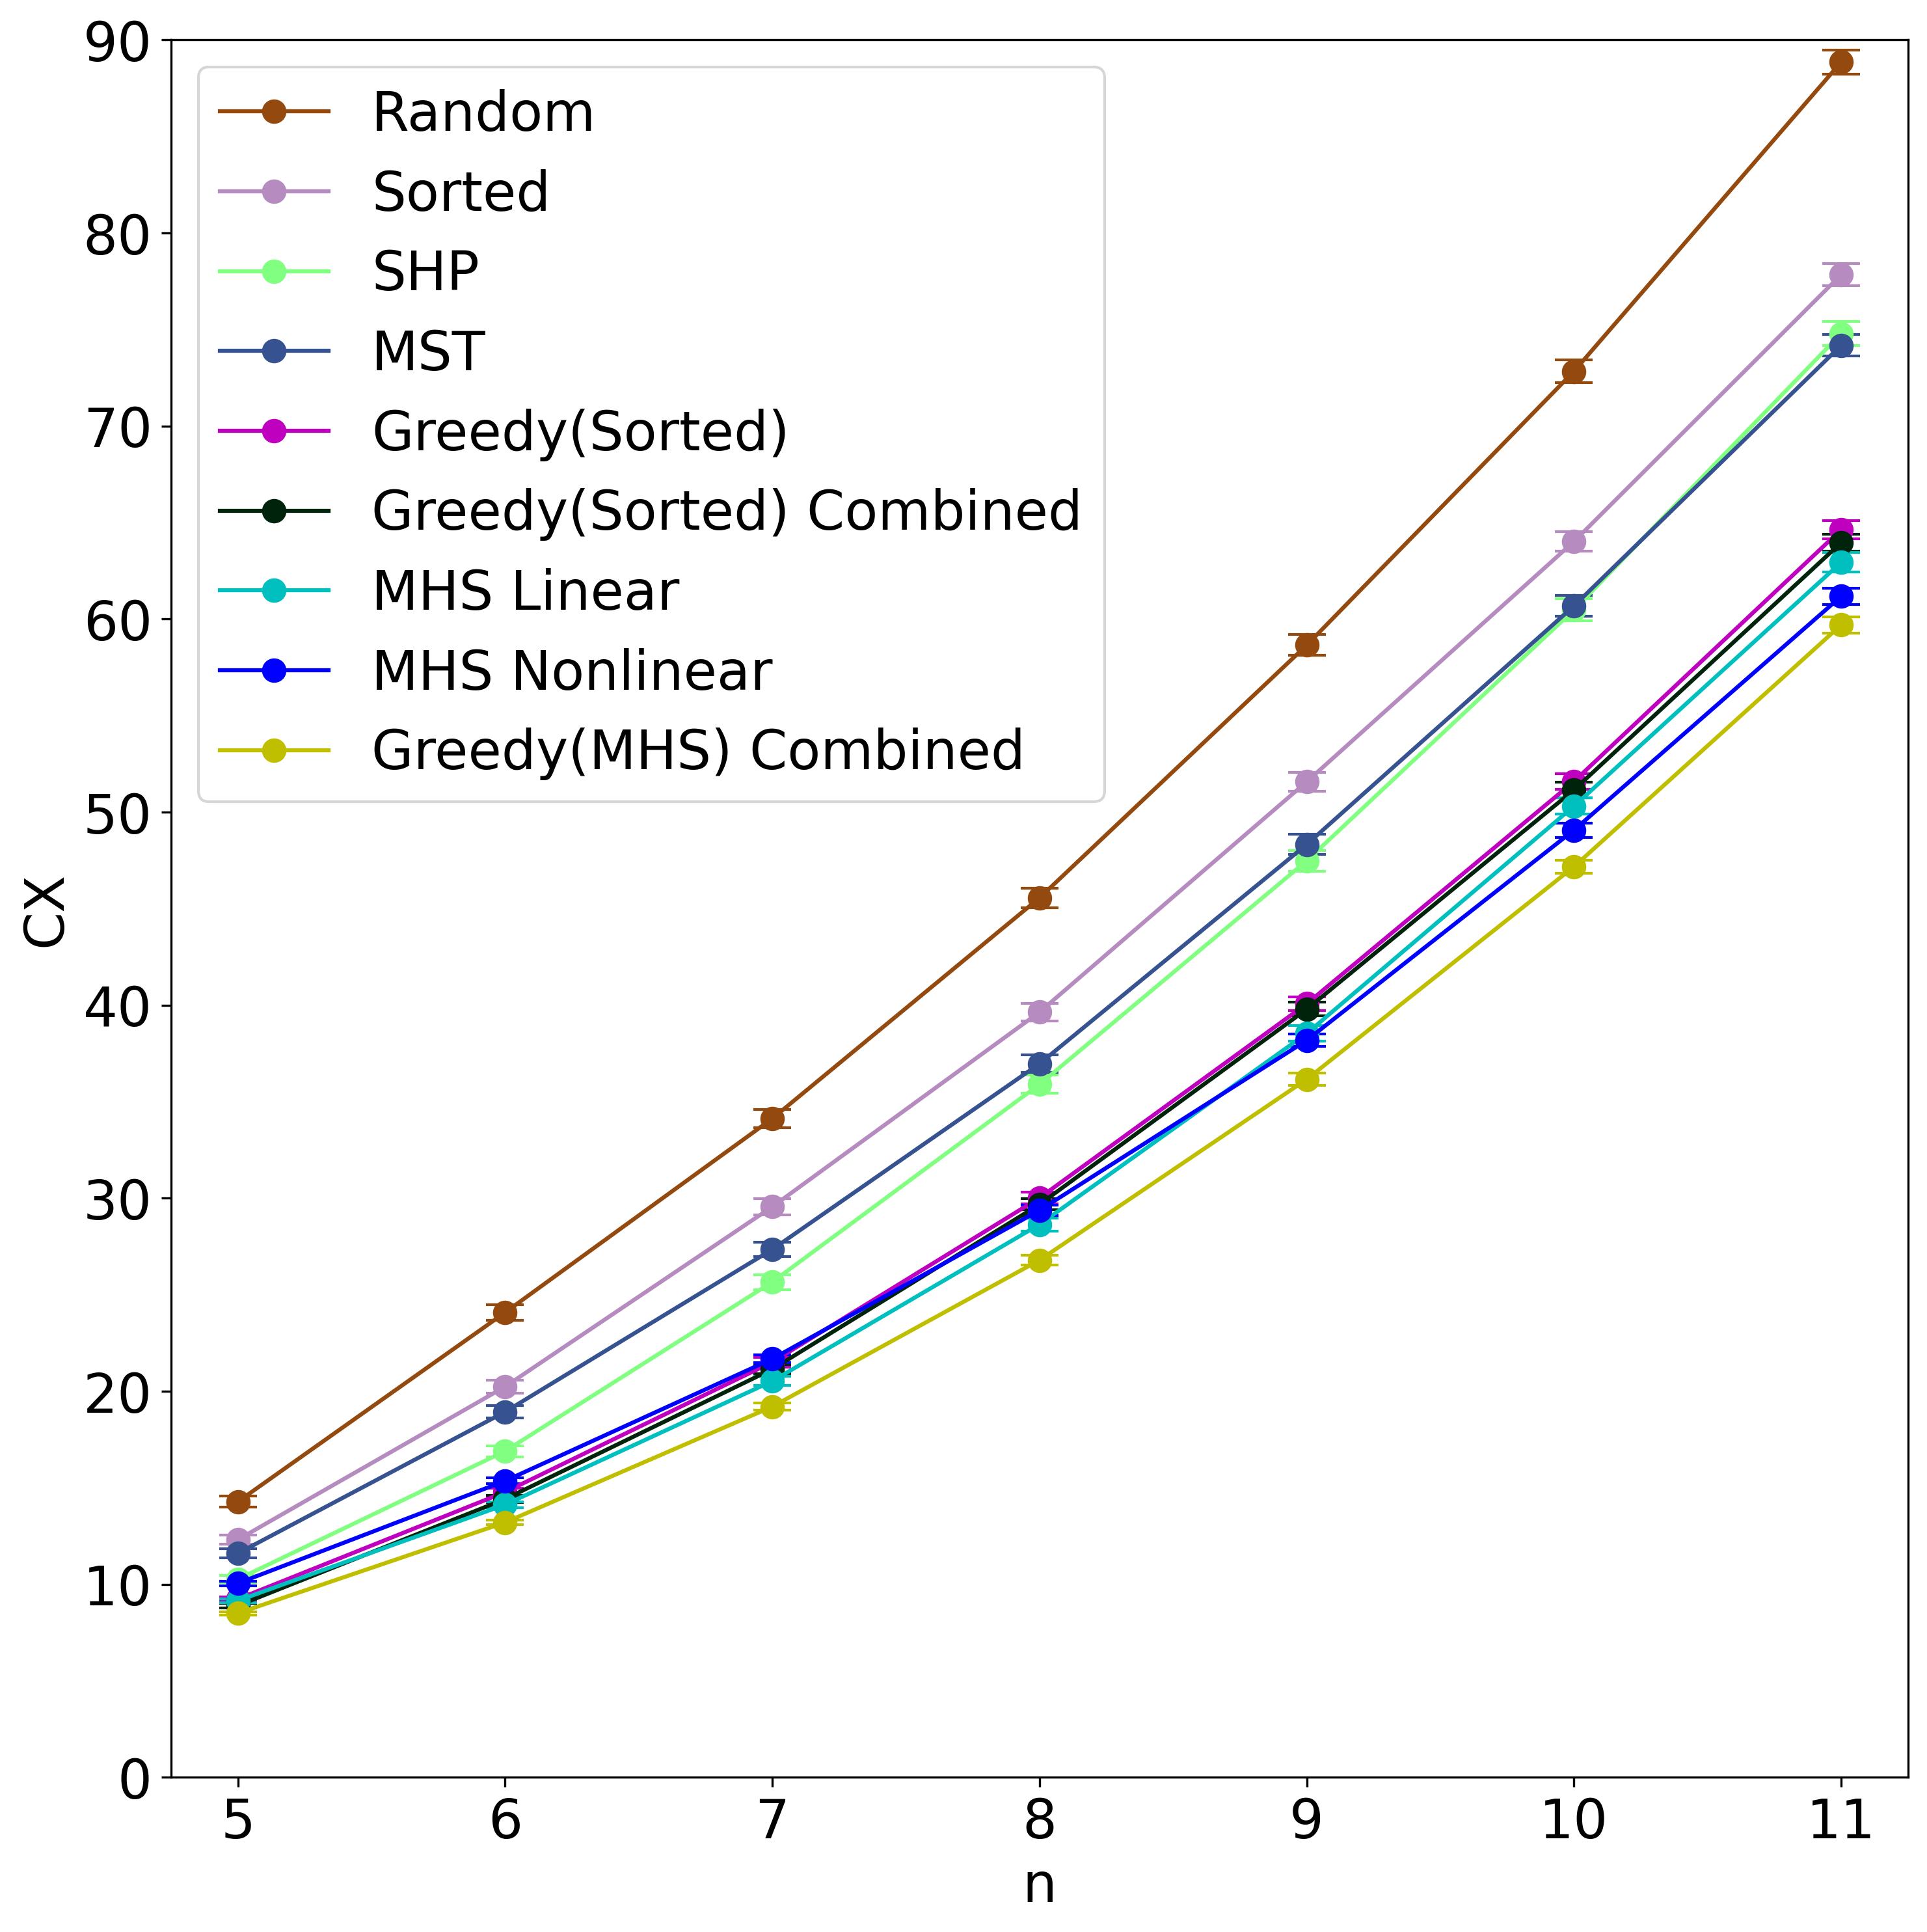 90
80
70
60
50
40
30
20
10
0
CX
Random
Sorted
SHP
MST
Greedy(Sorted)
Greedy(Sorted) Combined
MHS Linear
MHS Nonlinear
Greedy(MHS) Combined
5 6 7 8 9 10 11
n